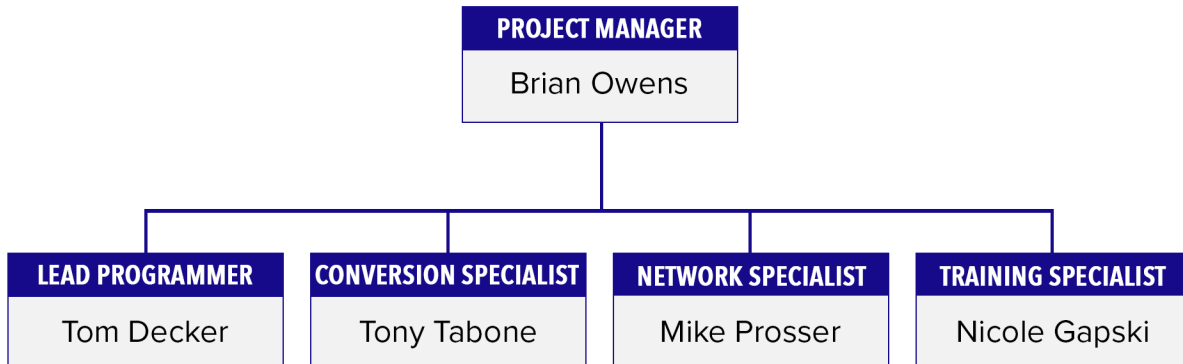 PROJECT MANAGER
Brian Owens
LEAD PROGRAMMER
Tom Decker
CONVERSION SPECIALIST
Tony Tabone
NETWORK SPECIALIST
Mike Prosser
TRAINING SPECIALIST
Nicole Gapski